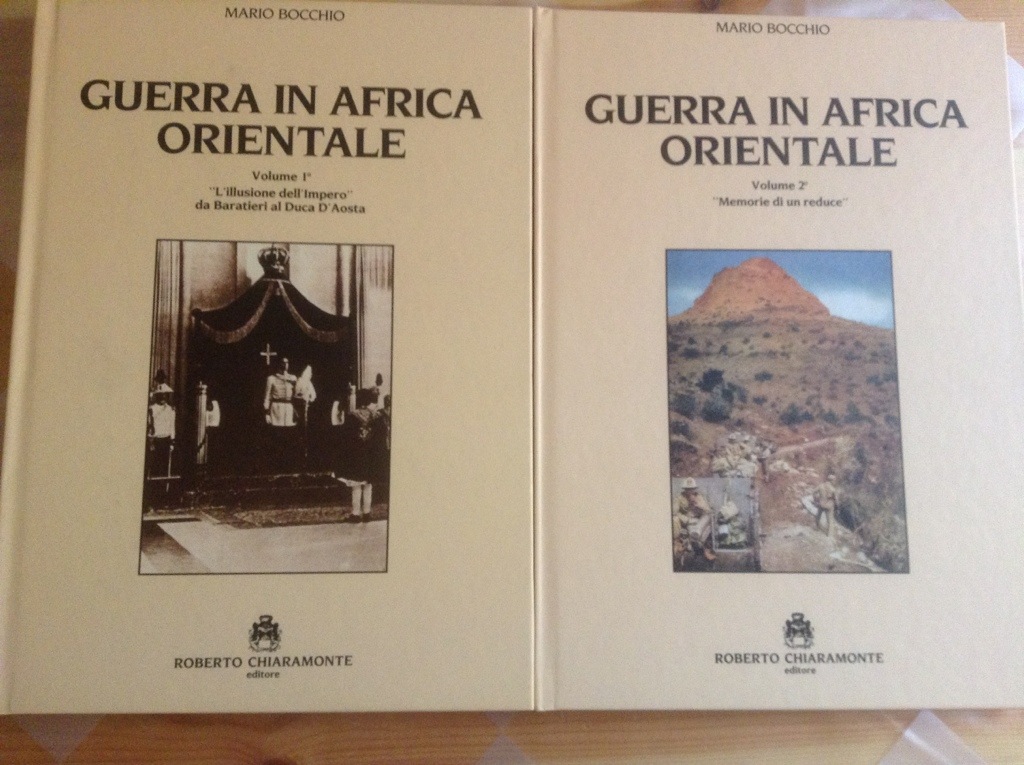 MARIO BOCCHIO
GUERRA IN AFRICA
ORIENTALE
Volume 1°
"L'illusione dell'Impero"
da Baratieri al Duca D'Aosta
ROBERTO CHIARAMONTE
editore
MARIO BOCCHIO
GUERRA IN AFRICA
ORIENTALE
Volume 2°
"Memorie di un reduce"
ROBERTO CHIARAMONTE
editore